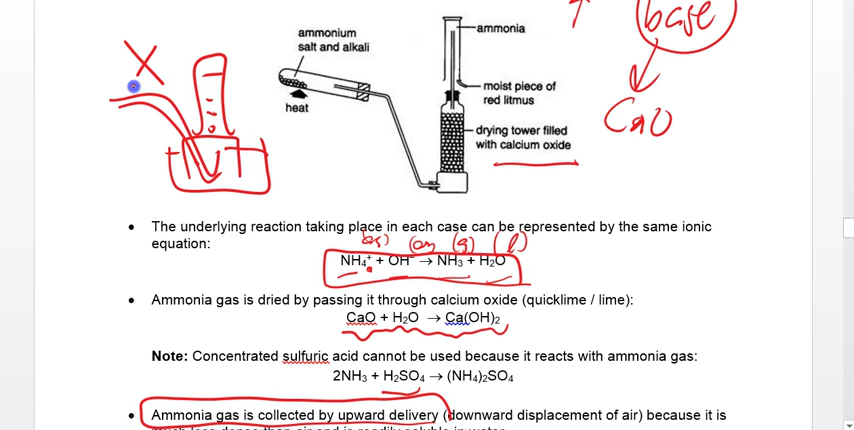 base
CaO
X
ammonium
salt and alkali
heat
ammonia
moist piece of
red litmus
drying tower filled
with calcium oxide
• The underlying reaction taking place in each case can be represented by the same ionic
equation:
(g) (l)
NH₄⁺ + OH⁻ → NH₃ + H₂O
• Ammonia gas is dried by passing it through calcium oxide (quicklime / lime):
CaO + H₂O → Ca(OH)₂
Note: Concentrated sulfuric acid cannot be used because it reacts with ammonia gas:
2NH₃ + H₂SO₄ → (NH₄)₂SO₄
• Ammonia gas is collected by upward delivery (downward displacement of air) because it is